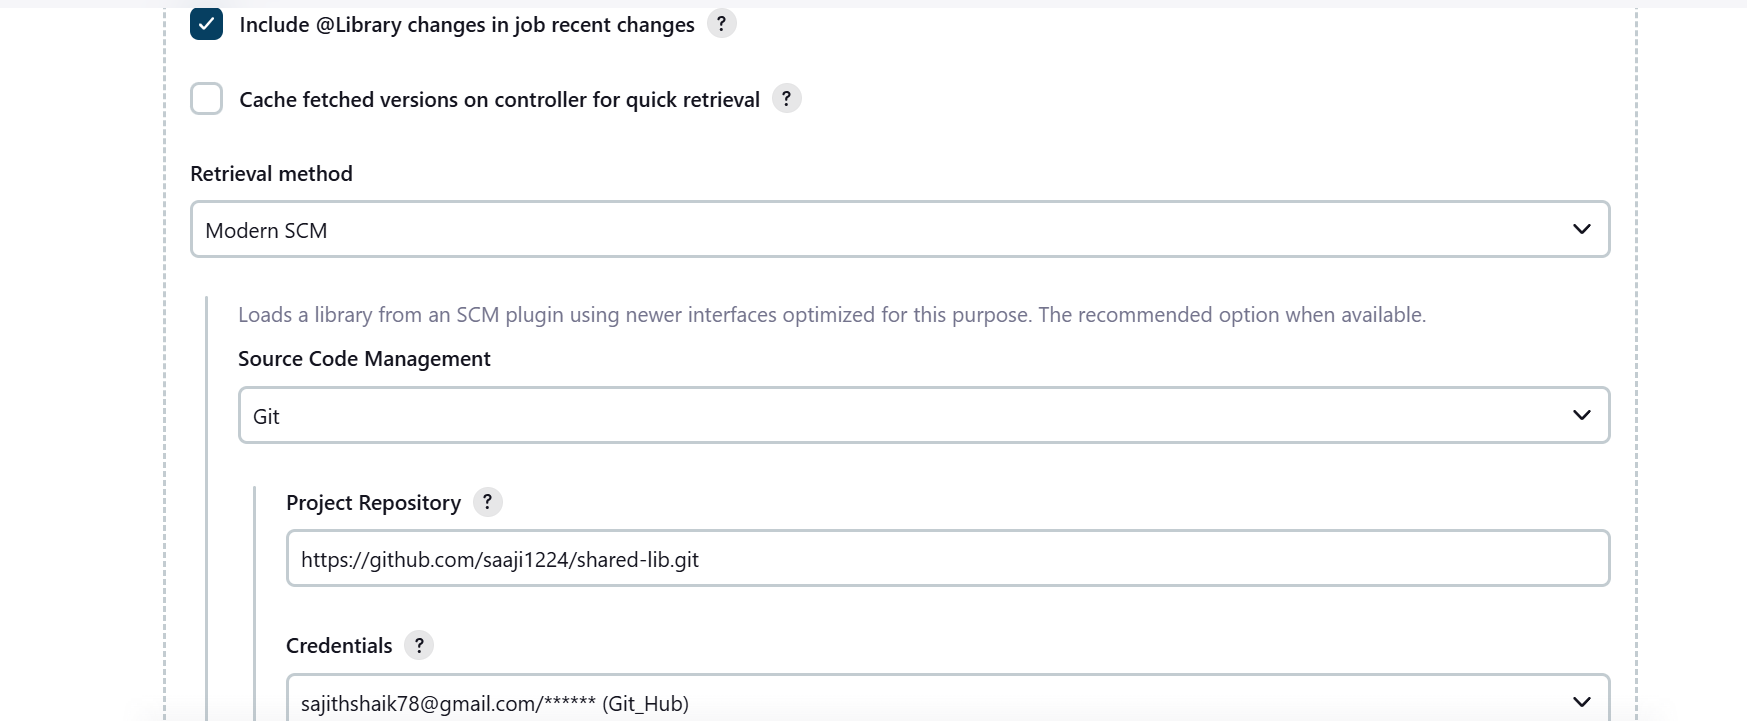 Include @Library changes in job recent changes ?
Cache fetched versions on controller for quick retrieval ?
Retrieval method
Modern SCM
Loads a library from an SCM plugin using newer interfaces optimized for this purpose. The recommended option when available.
Source Code Management
Git
Project Repository ?
https://github.com/saaji1224/shared-lib.git
Credentials ?
sajithshaik78@gmail.com/****** (Git_Hub)